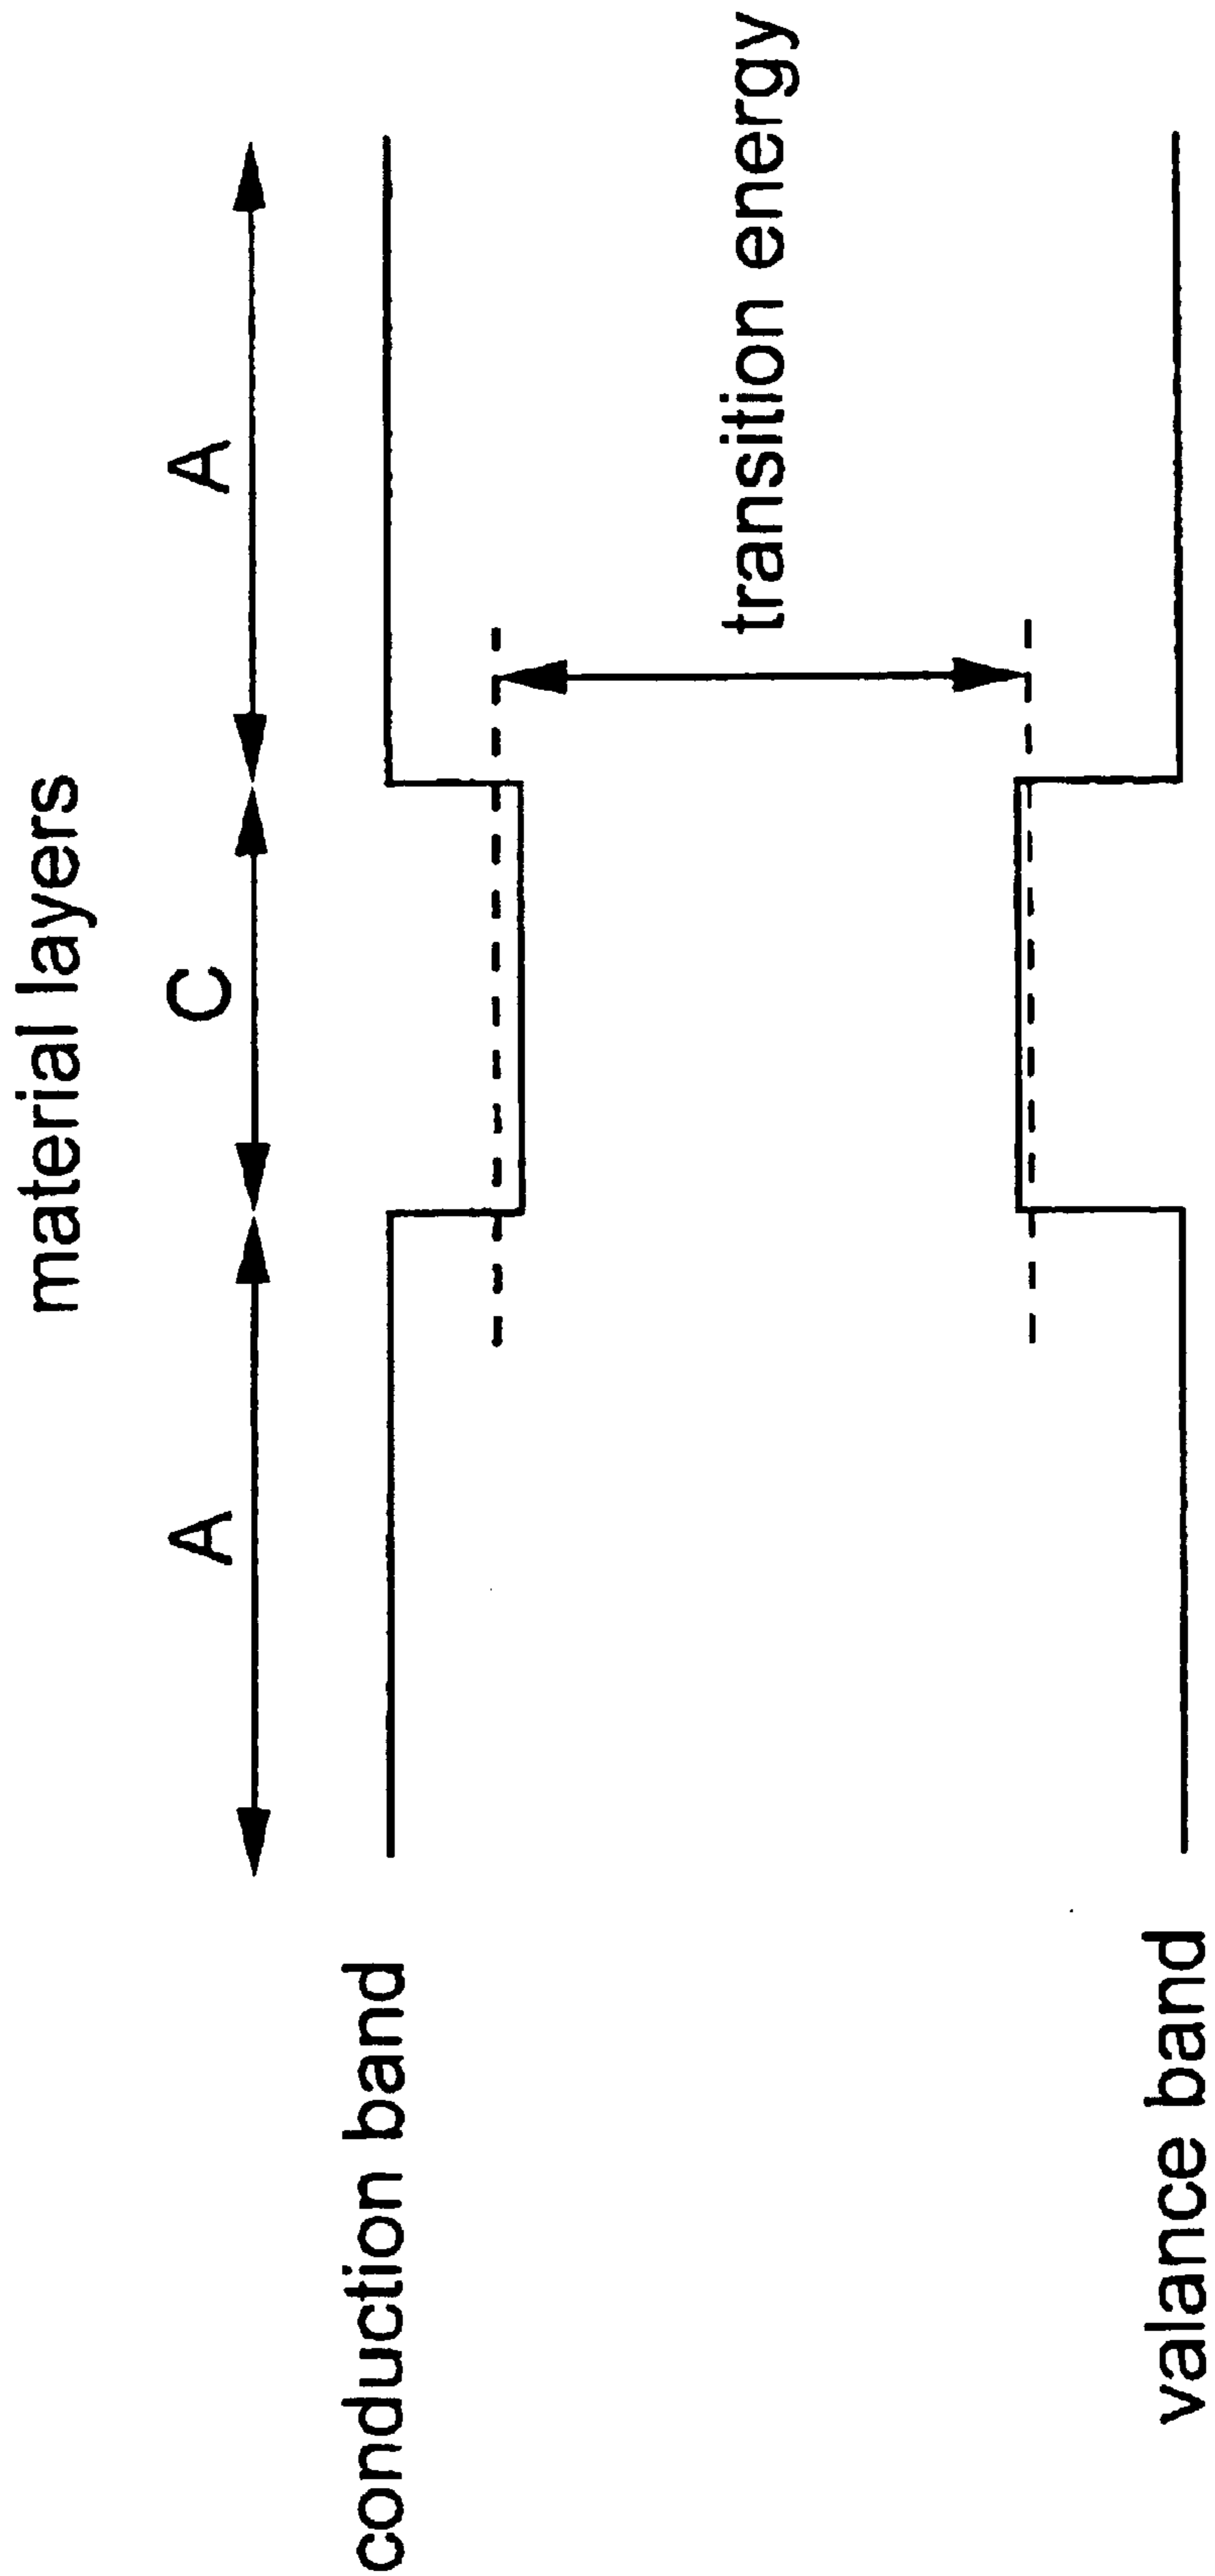 material layers
A
C
A
conduction band
transition energy
valance band